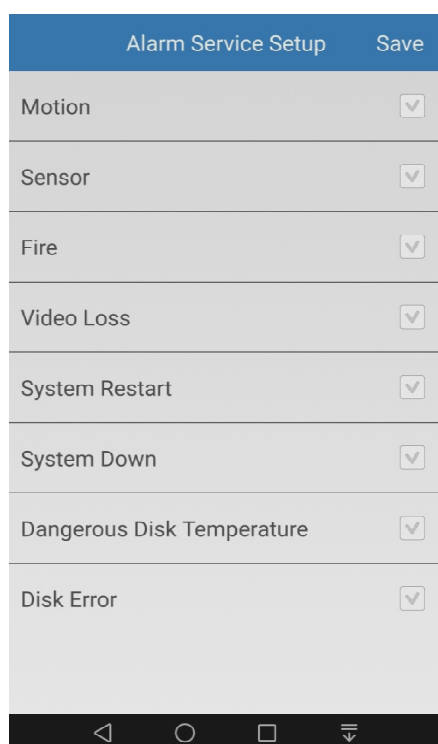 Alarm Service Setup Save
Motion
Sensor
Fire
Video Loss
System Restart
System Down
Dangerous Disk Temperature
Disk Error